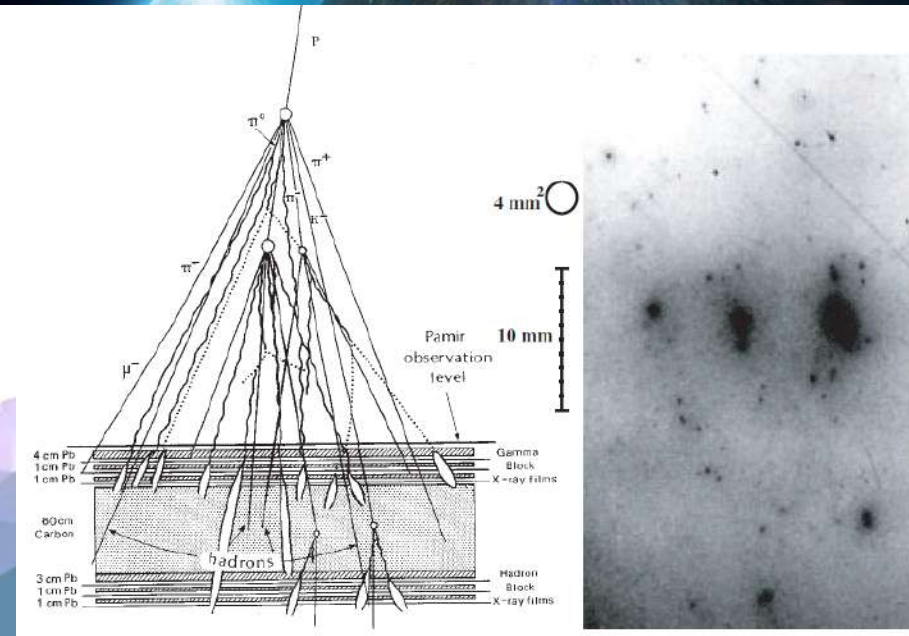 P
π⁰
π⁺
π⁻
K⁻
π⁻
μ⁻
4 mm²
10 mm
Pamir
observation
level
4 cm Pb
1 cm Pb
1 cm Pb
Gamma
Block
X-ray films
60cm
Carbon
hadrons
3 cm Pb
1 cm Pb
1 cm Pb
Hadron
Block
X-ray films